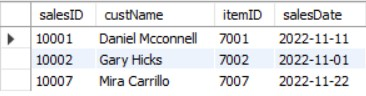 salesID custName itemID salesDate
10001 Daniel Mcconnell 7001 2022-11-11
10002 Gary Hicks 7002 2022-11-01
10007 Mira Carrillo 7007 2022-11-22